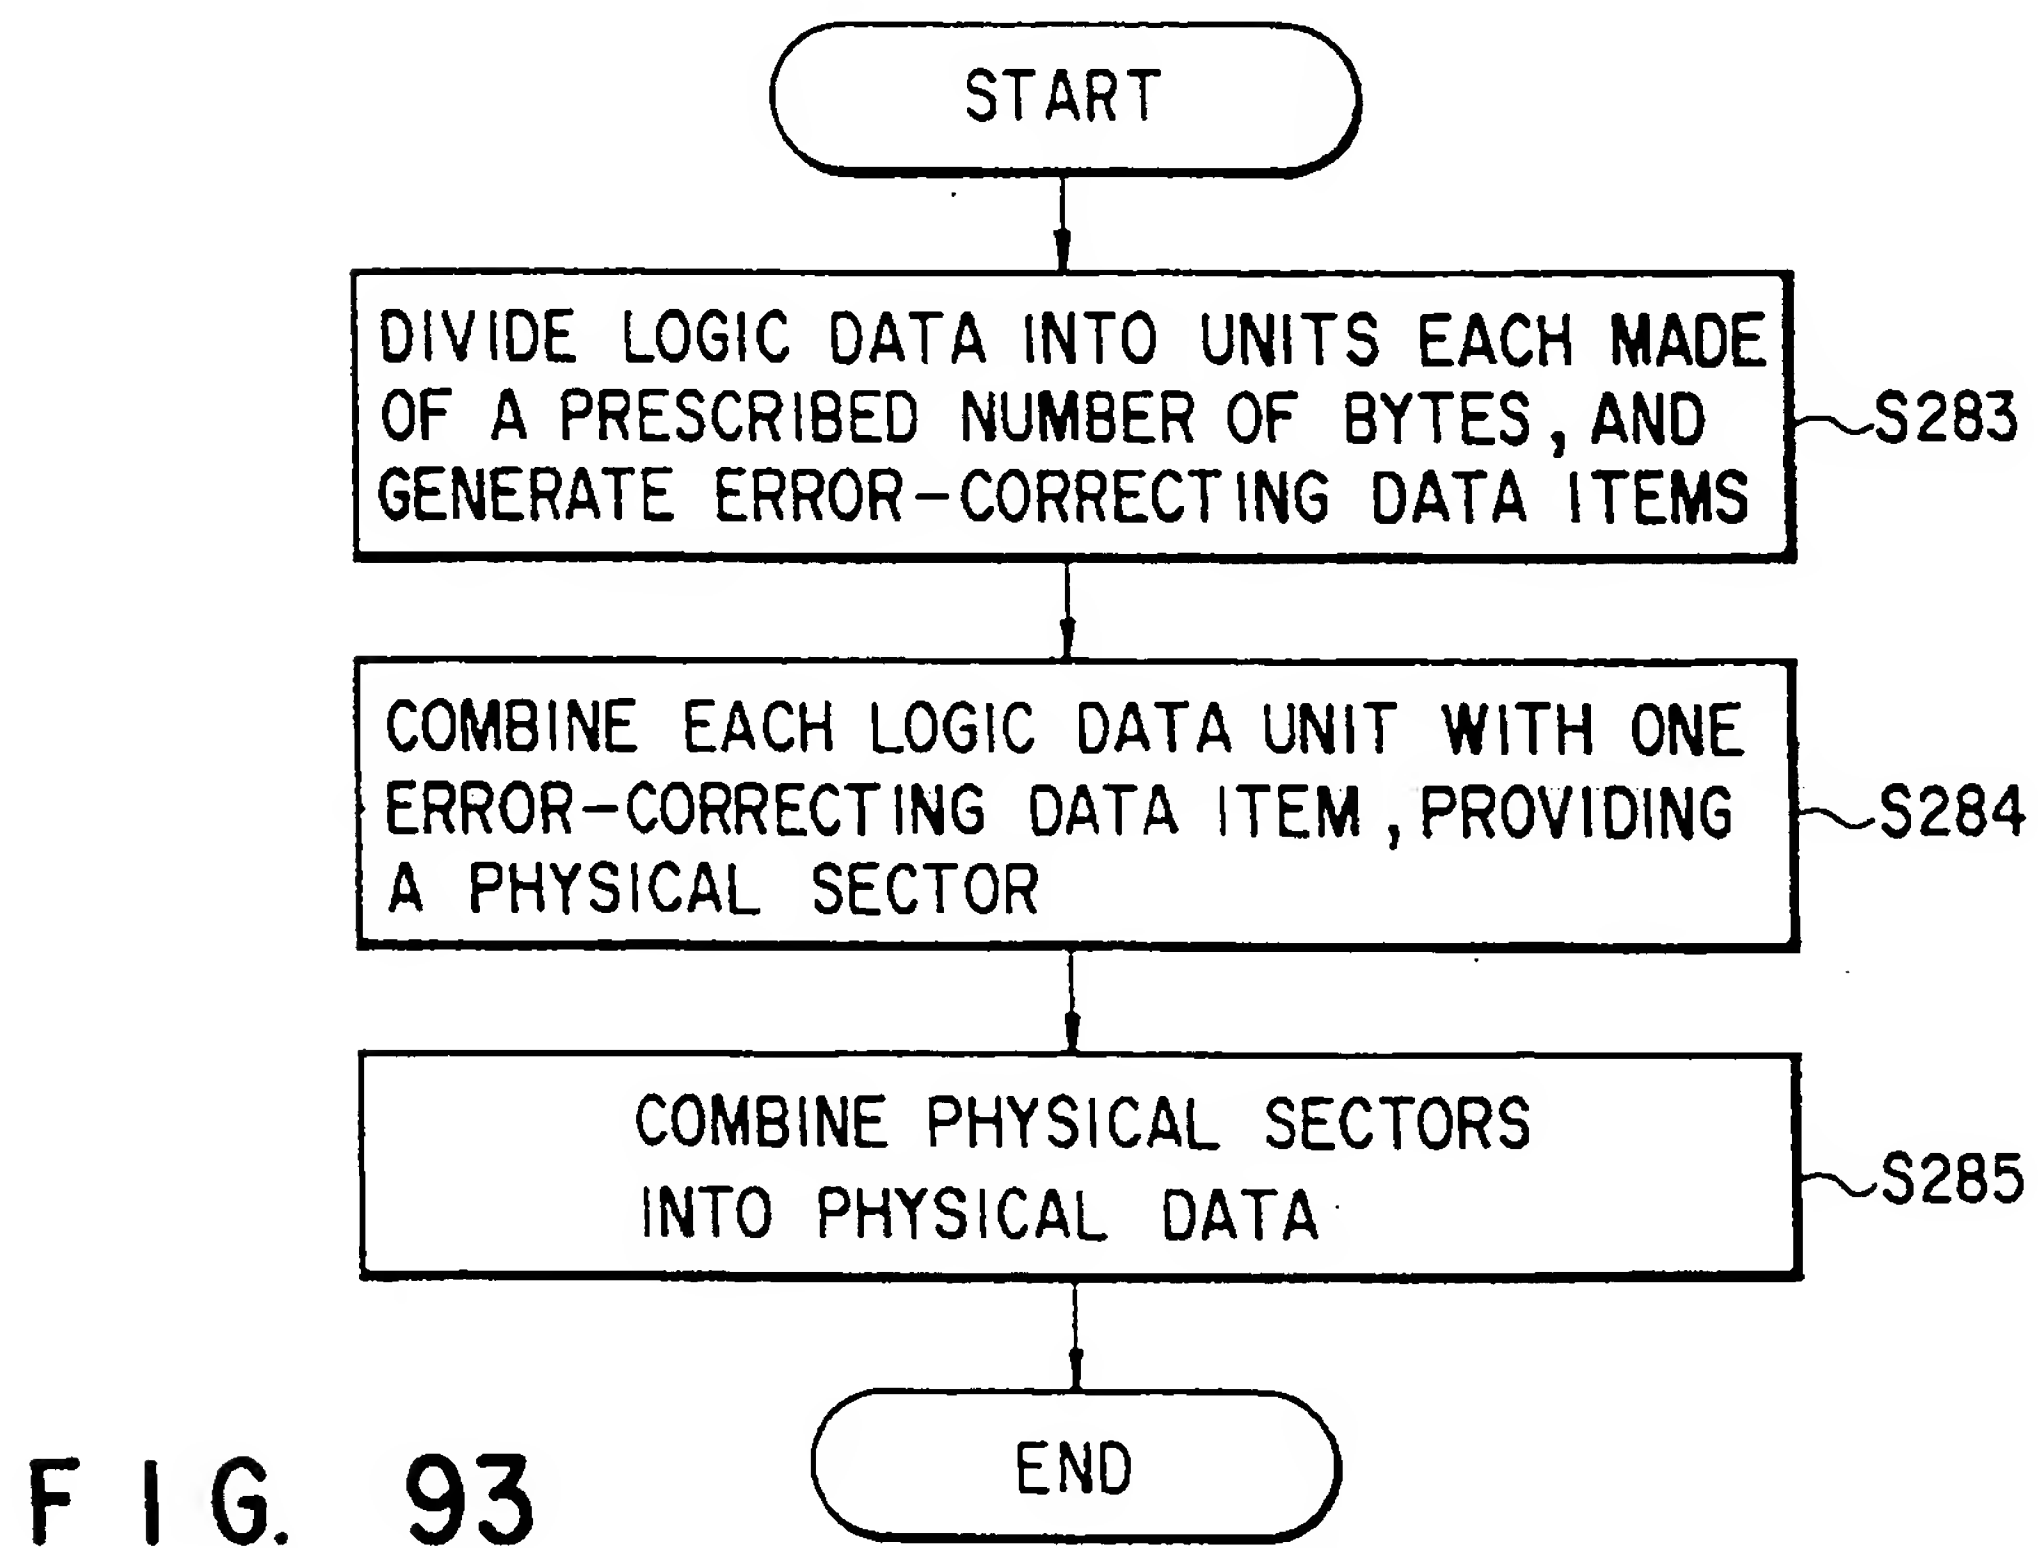 START
DIVIDE LOGIC DATA INTO UNITS EACH MADE
OF A PRESCRIBED NUMBER OF BYTES, AND
GENERATE ERROR-CORRECTING DATA ITEMS
S283
COMBINE EACH LOGIC DATA UNIT WITH ONE
ERROR-CORRECTING DATA ITEM, PROVIDING
A PHYSICAL SECTOR
S284
COMBINE PHYSICAL SECTORS
INTO PHYSICAL DATA
S285
END
FIG. 93